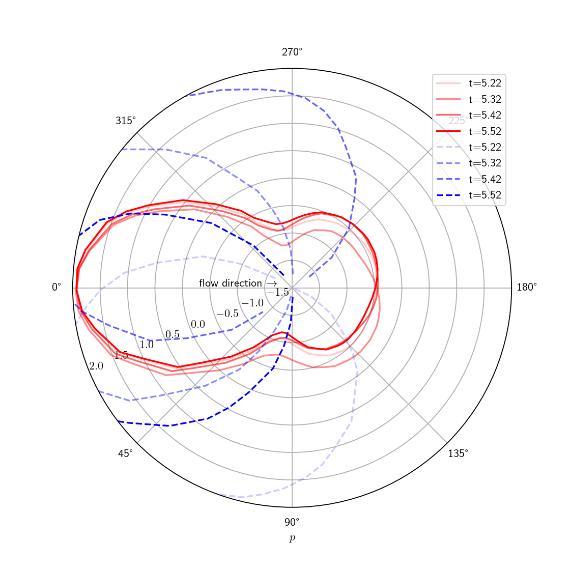 270°
315°
225°
t=5.22
t=5.32
t=5.42
t=5.52
t=5.22
t=5.32
t=5.42
t=5.52
0°
180°
flow direction →
−1.5
−1.0
−0.5
0.0
0.5
1.0
1.5
2.0
45°
135°
90°
p